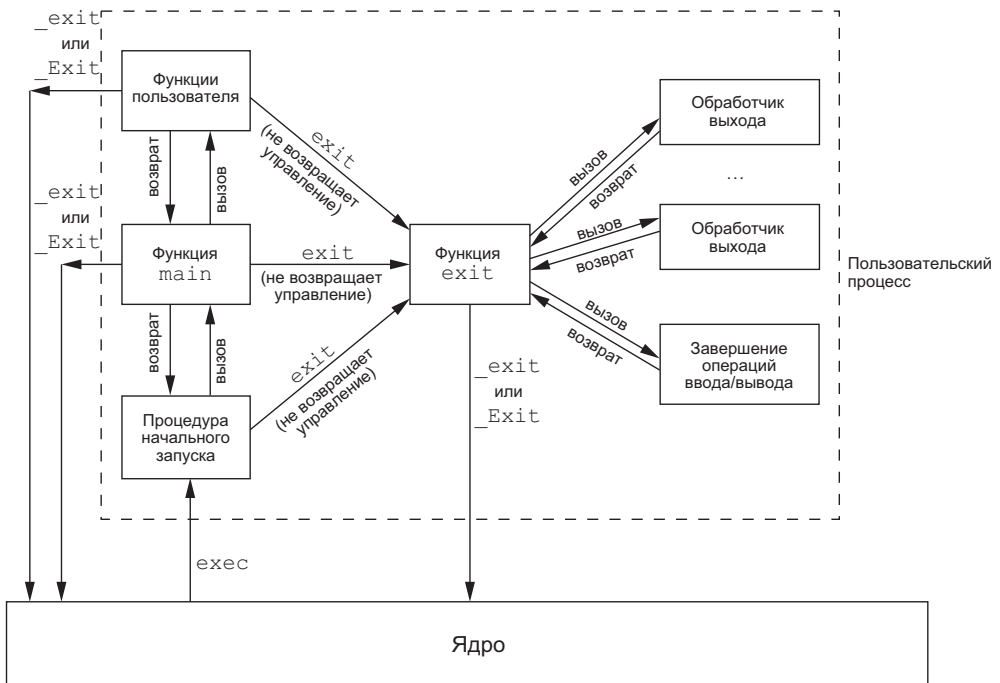 _exit
или
_Exit
Функции
пользователя
exit
(не возвращает
управление)
возврат
вызов
_exit
или
_Exit
Функция
main
exit
(не возвращает
управление)
возврат
вызов
exit
(не возвращает
управление)
Процедура
начального
запуска
exec
Функция
exit
_exit
или
_Exit
вызов
возврат
Обработчик
выхода
...
вызов
возврат
Обработчик
выхода
вызов
возврат
Завершение
операций
ввода/вывода
Пользовательский
процесс
Ядро